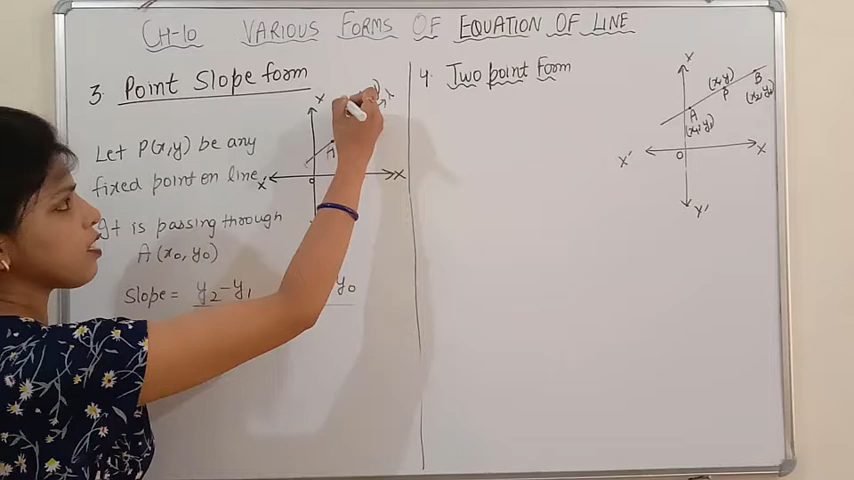 CH-10 VARIOUS FORMS OF EQUATION OF LINE
3. Point Slope form
Let P(x,y) be any
fixed point on line
It is passing through
A(x0, y0)
Slope = y2-y1
y0
X
X
O
A
4. Two point Form
Y
(x,y)
P
B
(x2,y2)
A
(x1,y1)
X'
O
X
Y'